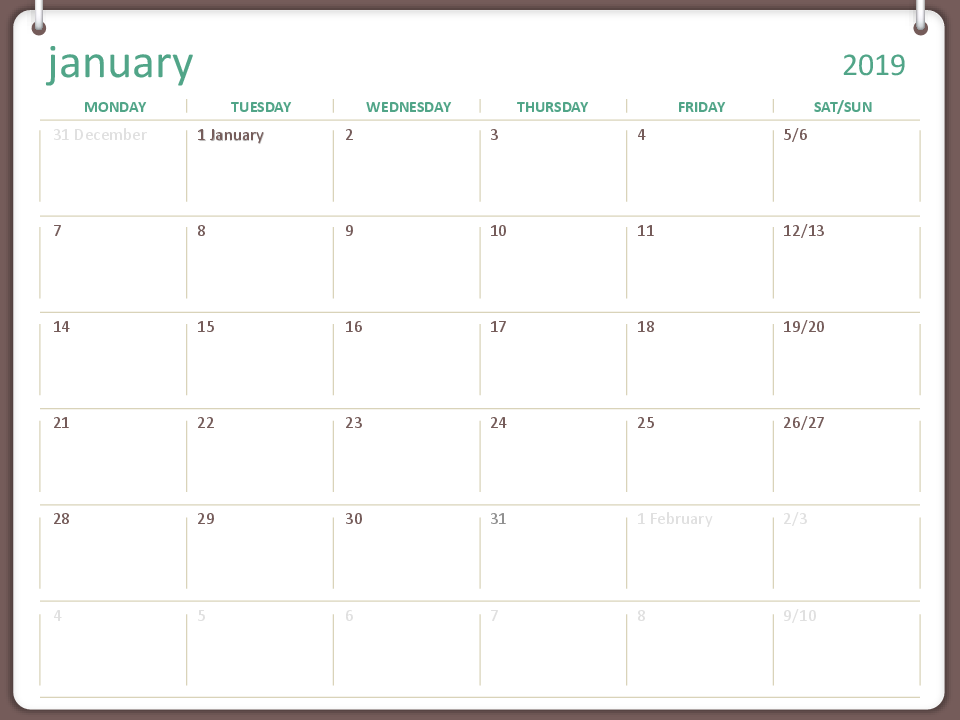 january 2019
MONDAY TUESDAY WEDNESDAY THURSDAY FRIDAY SAT/SUN
31 December 1 January 2 3 4 5/6
7 8 9 10 11 12/13
14 15 16 17 18 19/20
21 22 23 24 25 26/27
28 29 30 31 1 February 2/3
4 5 6 7 8 9/10